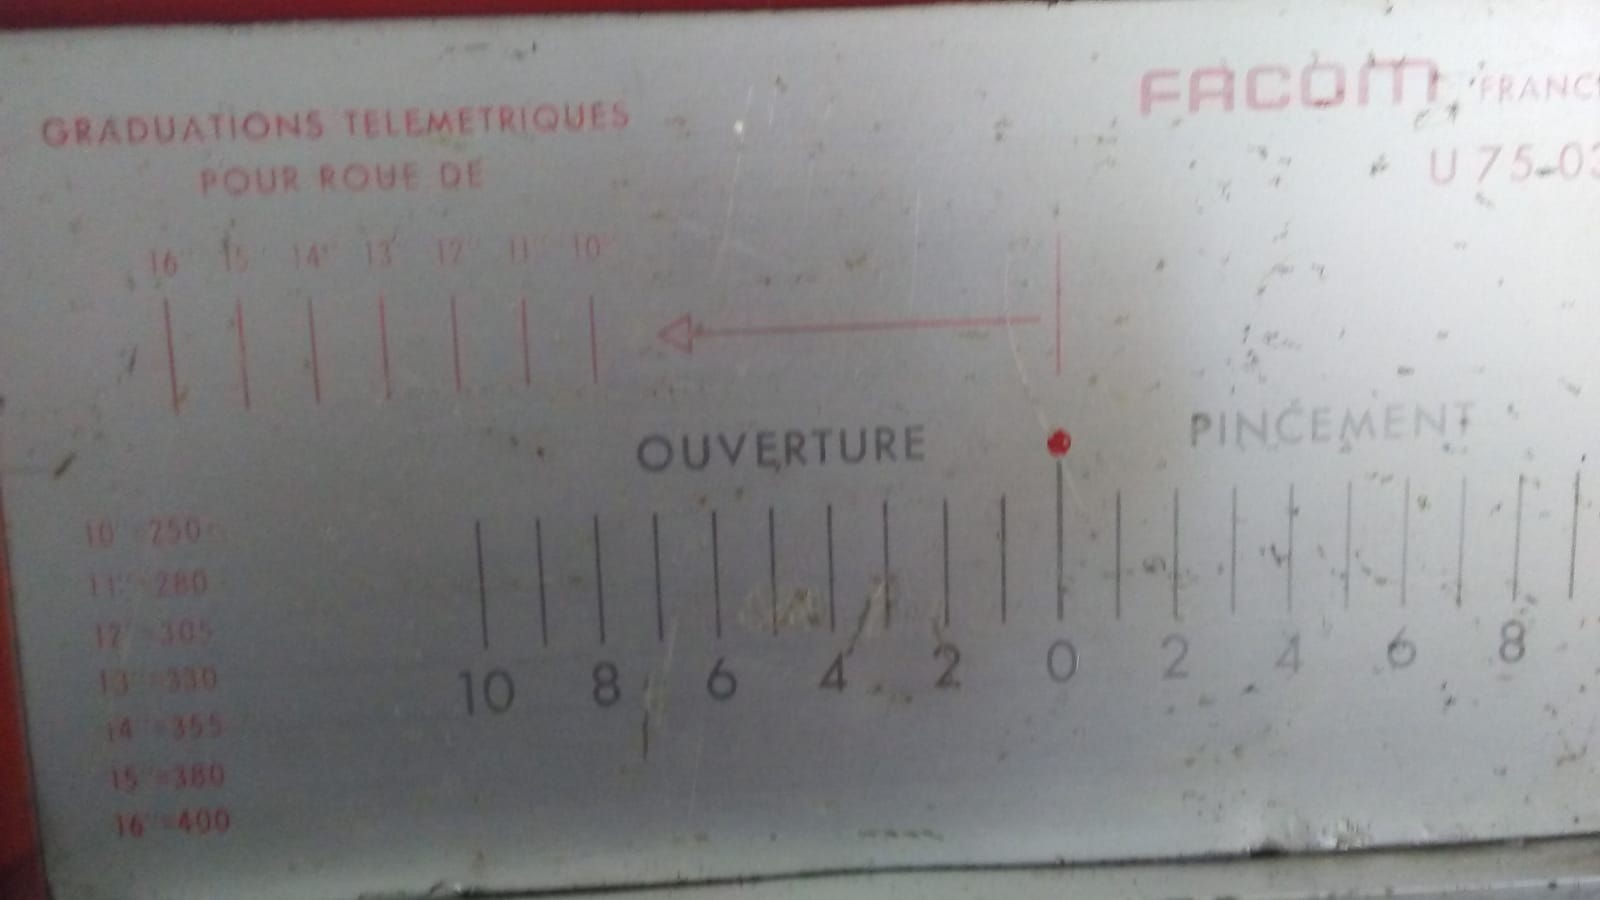 GRADUATIONS TELEMETRIQUES
POUR ROUE DE
16" 15" 14" 13" 12" 11" 10"
FACOM FRANC
U 75-03
OUVERTURE
PINCEMENT
10 8 6 4 2 0 2 4 6 8
10"=250
11"=280
12"=305
13"=330
14"=355
15"=380
16"=400